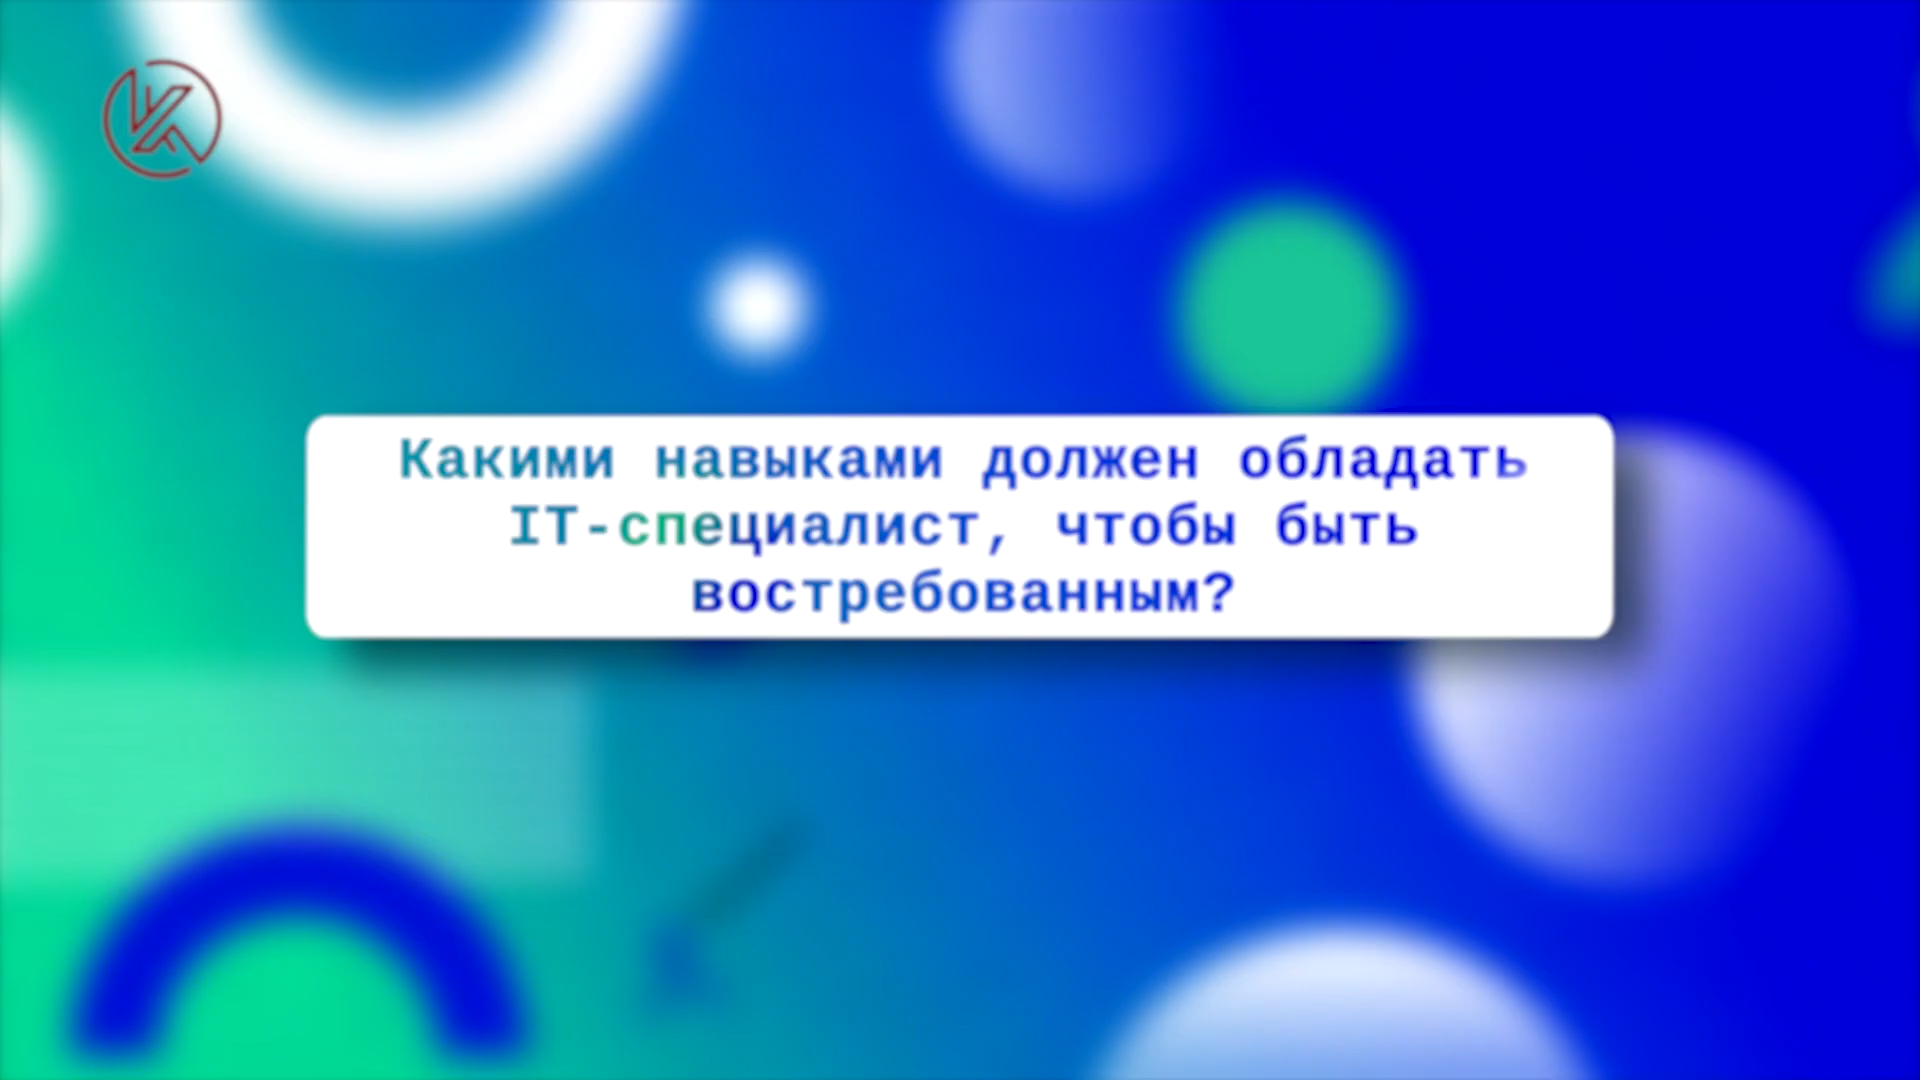 Какими навыками должен обладать
IT-специалист, чтобы быть
востребованным?